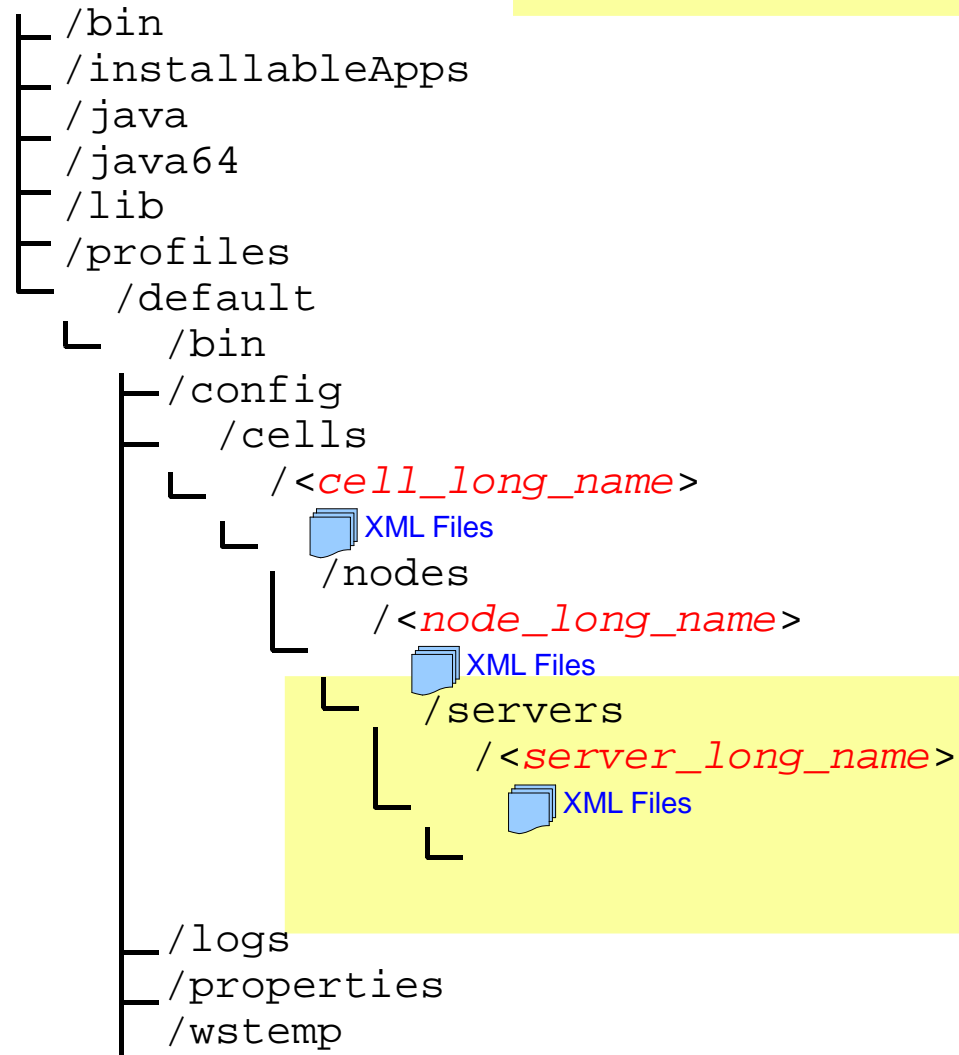 /bin
/installableApps
/java
/java64
/lib
/profiles
/default
/bin
/config
/cells
/<cell_long_name>
XML Files
/nodes
/<node_long_name>
XML Files
/servers
/<server_long_name>
XML Files
/logs
/properties
/wstemp